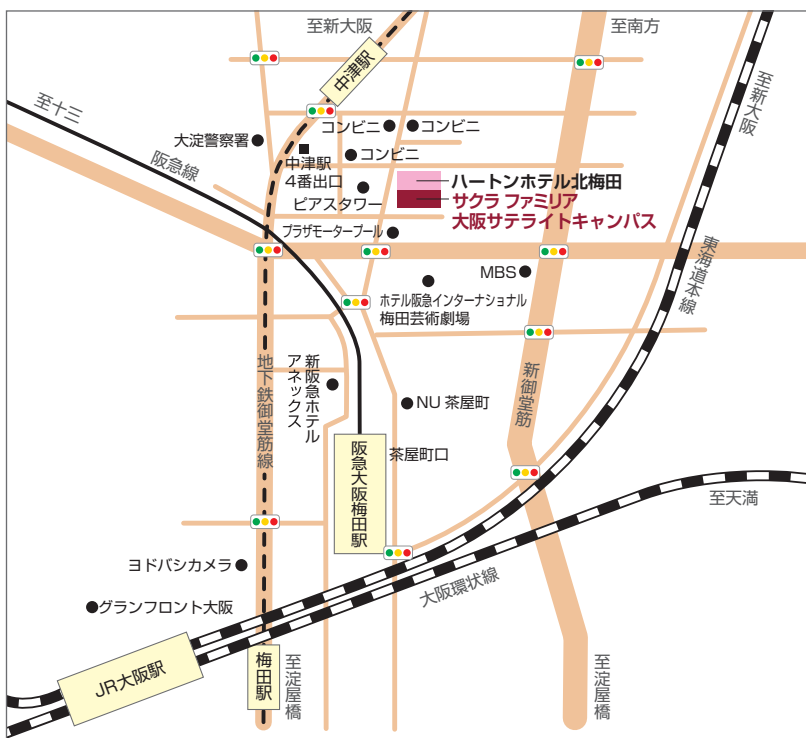 至新大阪
至南方
中津駅
至新大阪
至十三
コンビニ
コンビニ
大淀警察署
阪急線
中津駅
4番出口
コンビニ
ハートンホテル北梅田
ピアスタワー
サクラ ファミリア
大阪サテライトキャンパス
プラザモータープール
東海道本線
MBS
ホテル阪急インターナショナル
梅田芸術劇場
地下鉄御堂筋線
新阪急ホテル
アネックス
新御堂筋
NU 茶屋町
阪急大阪梅田駅
茶屋町口
至天満
ヨドバシカメラ
大阪環状線
グランフロント大阪
JR大阪駅
梅田駅
至淀屋橋
至淀屋橋